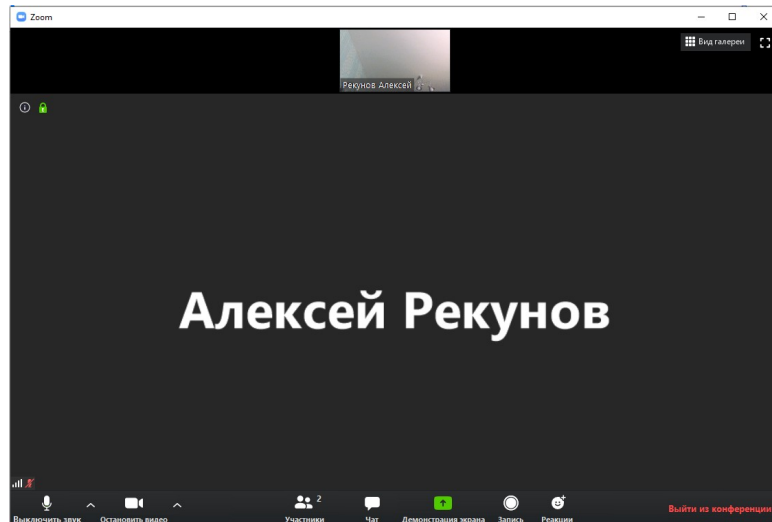 Zoom
Рекунов Алексей
Вид галереи
Алексей Рекунов
2
Выключить звук
Остановить видео
Участники
Чат
Демонстрация экрана
Запись
Реакции
Выйти из конференции